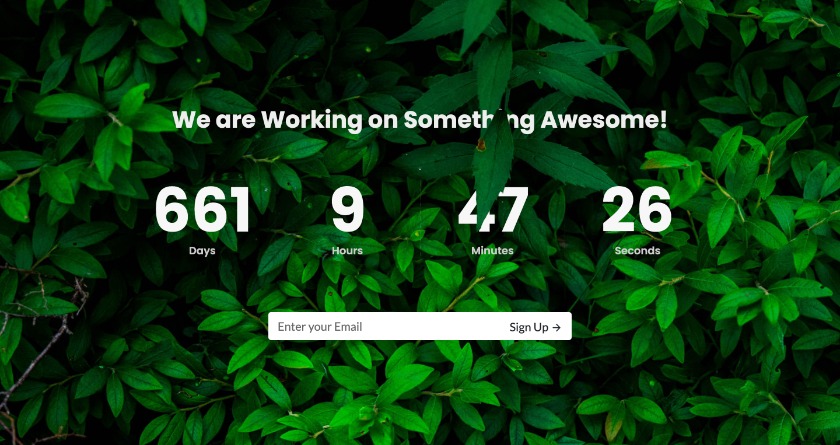 We are Working on Something Awesome!
661 9 47 26
Days Hours Minutes Seconds
Enter your Email Sign Up →